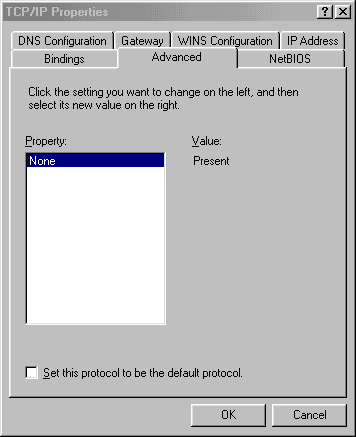 TCP/IP Properties
DNS Configuration Gateway WINS Configuration IP Address
Bindings Advanced NetBIOS
Click the setting you want to change on the left, and then
select its new value on the right.
Property: Value:
None Present
Set this protocol to be the default protocol.
OK Cancel